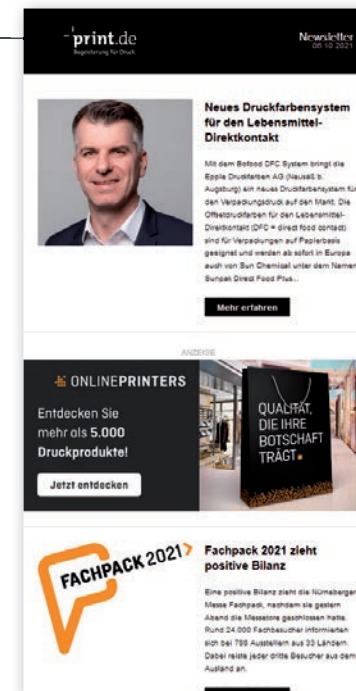 print.de
Begeisterung für Druck.
Newsletter
06 10 2021
Neues Druckfarbensystem
für den Lebensmittel-
Direktkontakt
Mit dem Befood DFC System bringt die
Epple Druckfarben AG (Neusäß b.
Augsburg) ein neues Druckfarbensystem für
den Verpackungsdruck auf den Markt. Die
Offsetdruckfarben für den Lebensmittel-
Direktkontakt (DFC = direct food contact)
sind für Verpackungen auf Papierbasis
geeignet und werden ab sofort in Europa
auch von Sun Chemical unter dem Namen
Sunpak Direct Food Plus...
Mehr erfahren
ANZEIGE
ONLINEPRINTERS
Entdecken Sie
mehr als 5.000
Druckprodukte!
Jetzt entdecken
QUALITÄT,
DIE IHRE
BOTSCHAFT
TRÄGT
FACHPACK 2021
Fachpack 2021 zieht
positive Bilanz
Eine positive Bilanz zieht die Nürnberger
Messe Fachpack, nachdem sie gestern
Abend die Messetore geschlossen hatte.
Rund 24.000 Fachbesucher informierten
sich bei 788 Ausstellern aus 33 Ländern.
Dabei reiste jeder dritte Besucher aus dem
Ausland an.